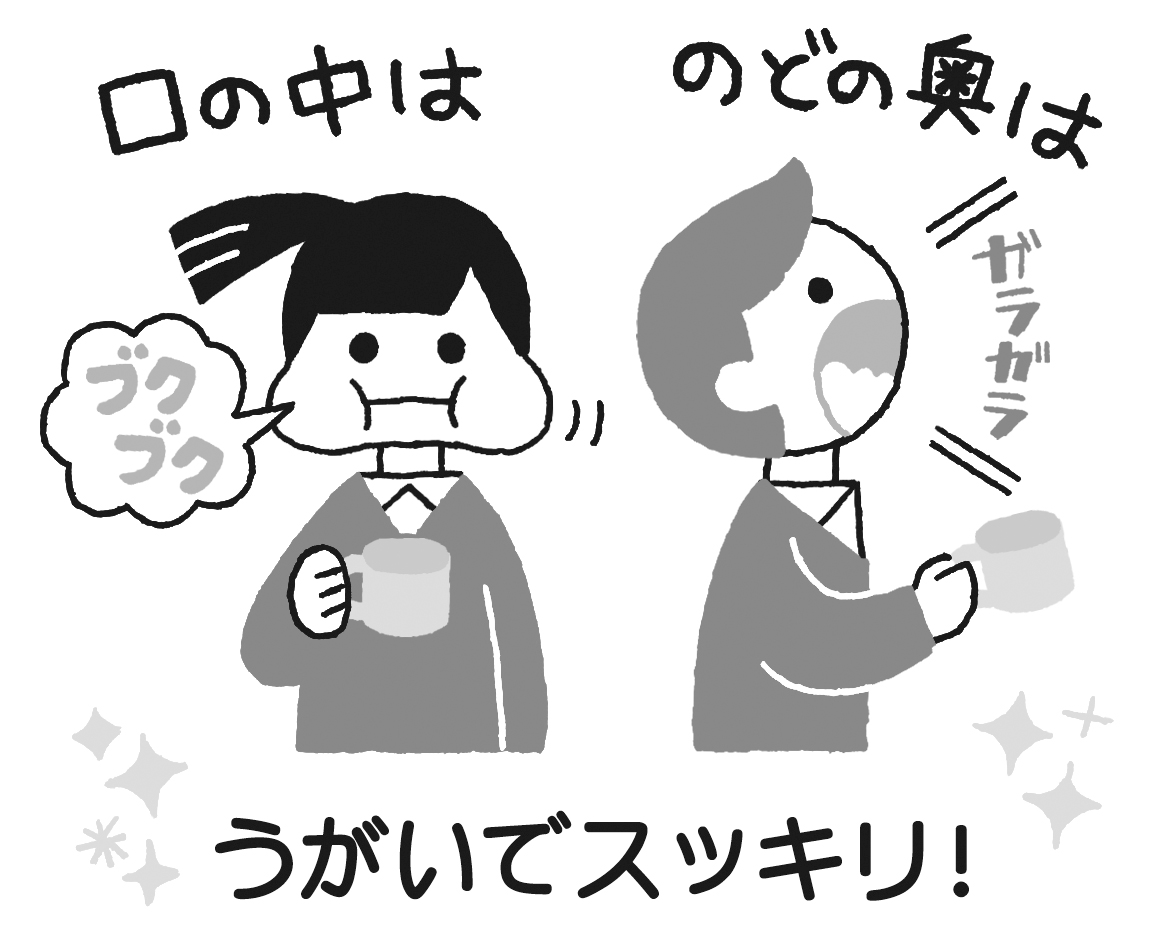 口の中は
ブク
ブク
のどの奥は
ガラガラ
うがいでスッキリ!